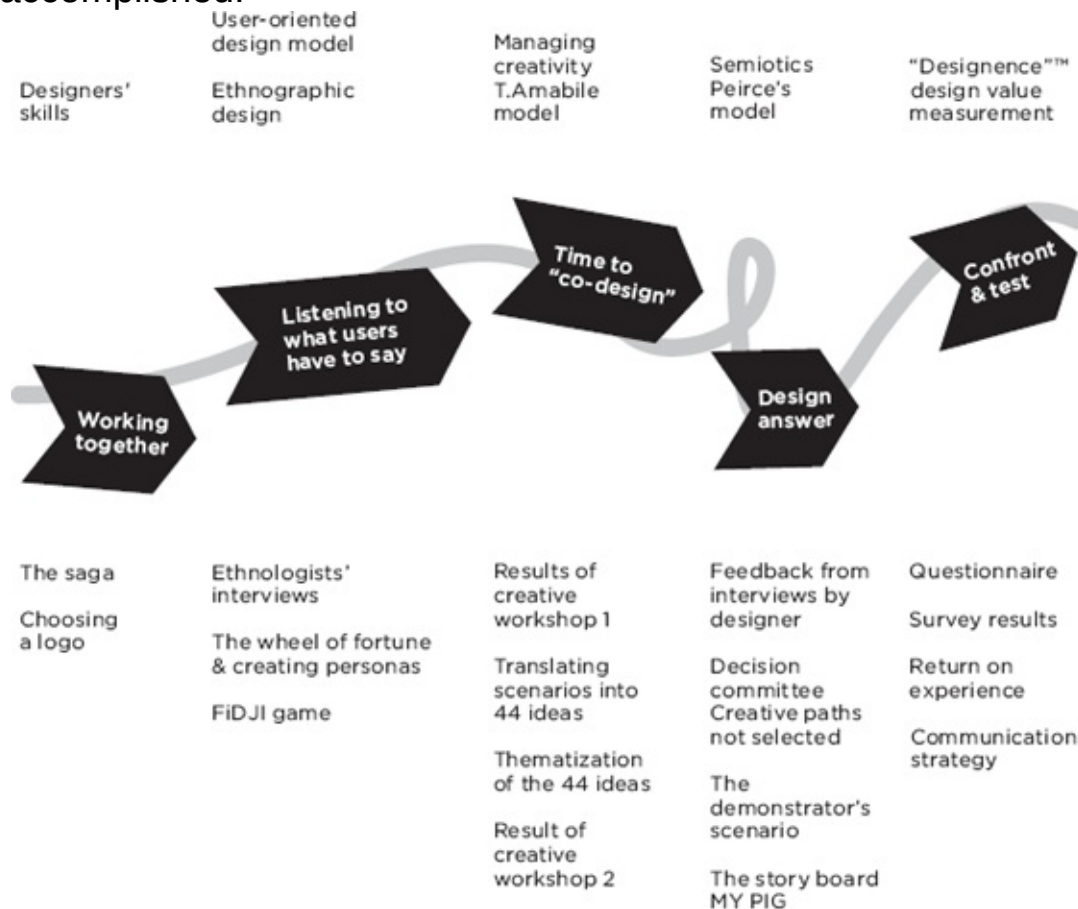 accomplished.
User-oriented
design model
Managing
creativity
T.Amabile
model
Semiotics
Peirce's
model
"Designence"™
design value
measurement
Designers'
skills
Ethnographic
design
Time to
"co-design"
Confront
& test
Listening to
what users
have to say
Design
answer
Working
together
The saga
Choosing
a logo
Ethnologists'
interviews
The wheel of fortune
& creating personas
FiDJI game
Results of
creative
workshop 1
Translating
scenarios into
44 ideas
Thematization
of the 44 ideas
Result of
creative
workshop 2
Feedback from
interviews by
designer
Decision
committee
Creative paths
not selected
The
demonstrator's
scenario
The story board
MY PIG
Questionnaire
Survey results
Return on
experience
Communication
strategy